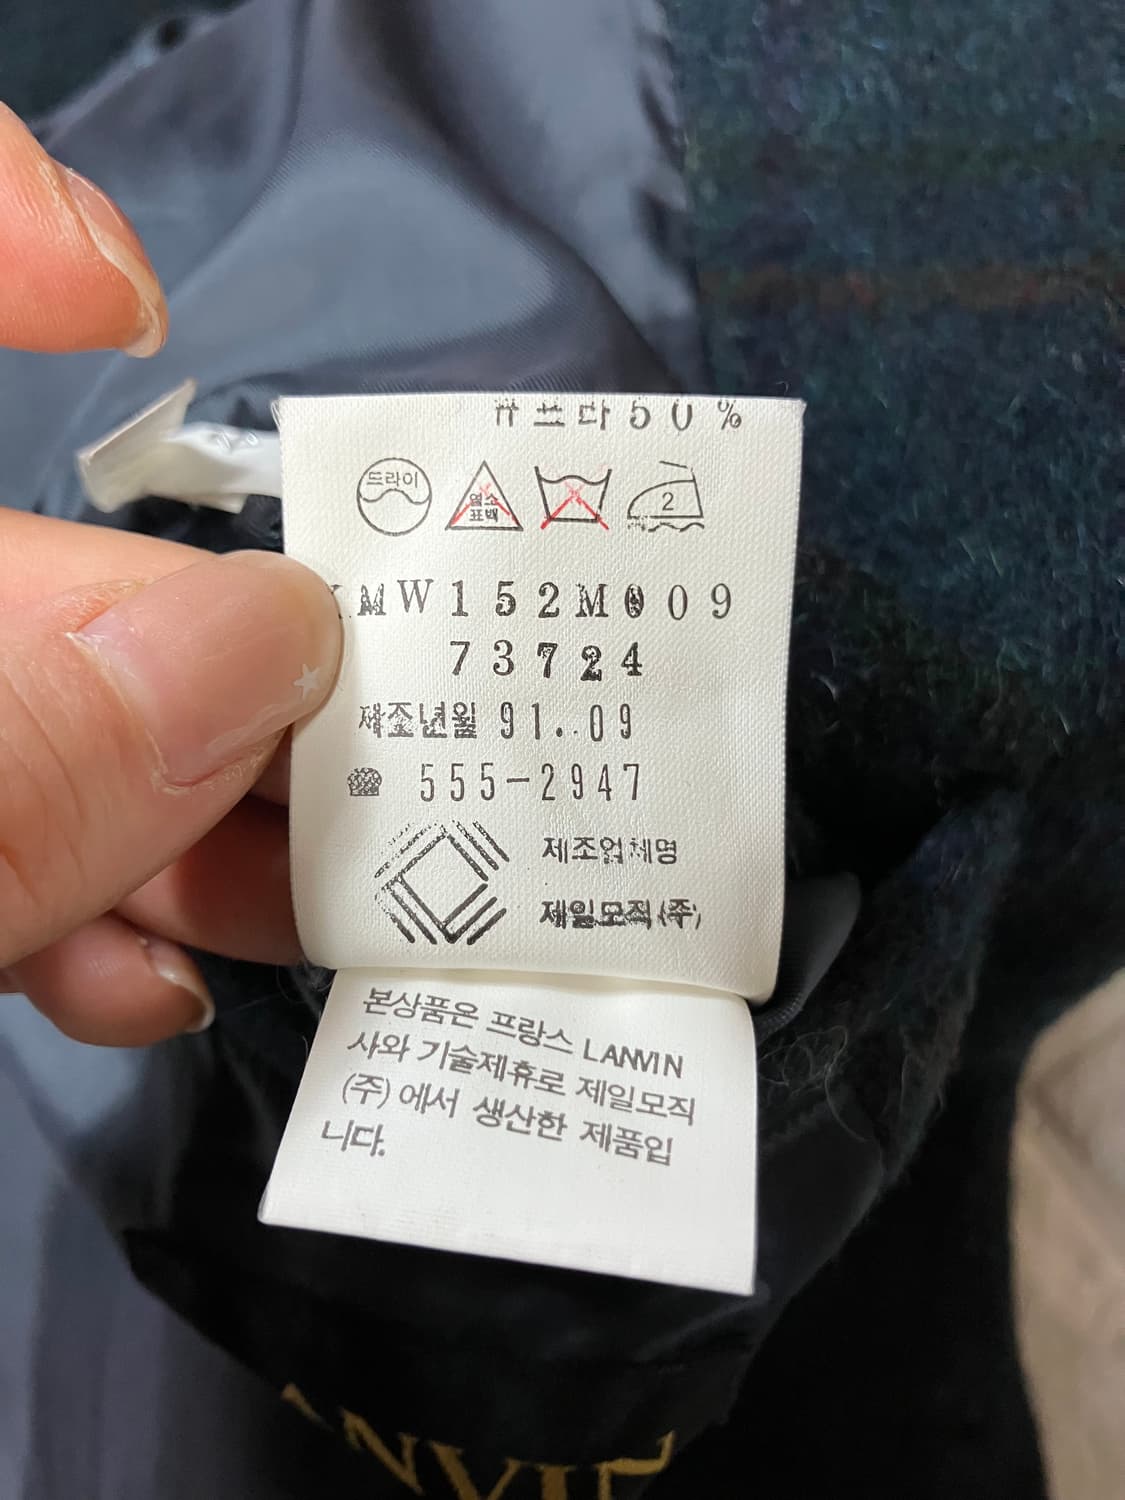 50%
드라이
염소
표백
2
MW152M009
73724
제조년월 91.09
555-2947
제조업체명
제일모직(주)
본상품은 프랑스 LANVIN
사와 기술제휴로 제일모직
(주)에서 생산한 제품입
니다.